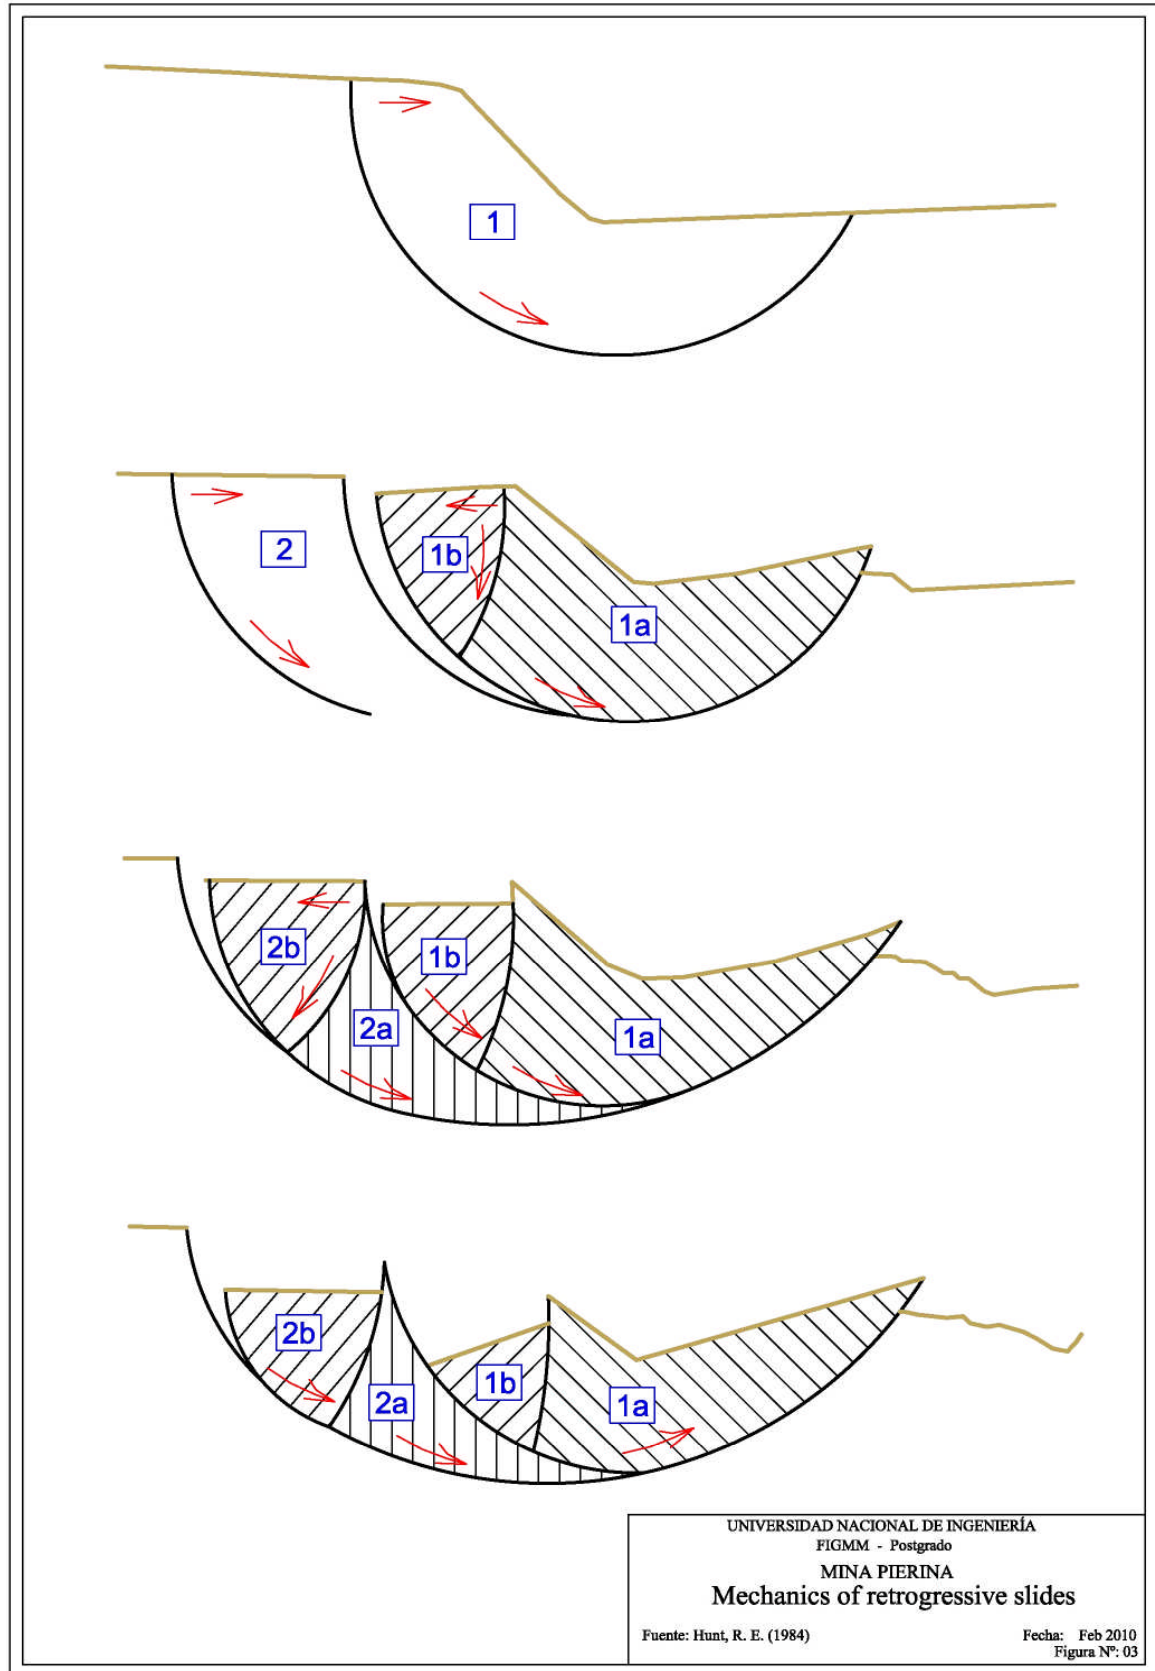 1
2
1b
1a
2b
1b
2a
1a
2b
1b
2a
1a
UNIVERSIDAD NACIONAL DE INGENIERÍA
FIGMM - Postgrado
MINA PIERINA
Mechanics of retrogressive slides
Fuente: Hunt, R. E. (1984)
Fecha: Feb 2010
Figura Nº: 03